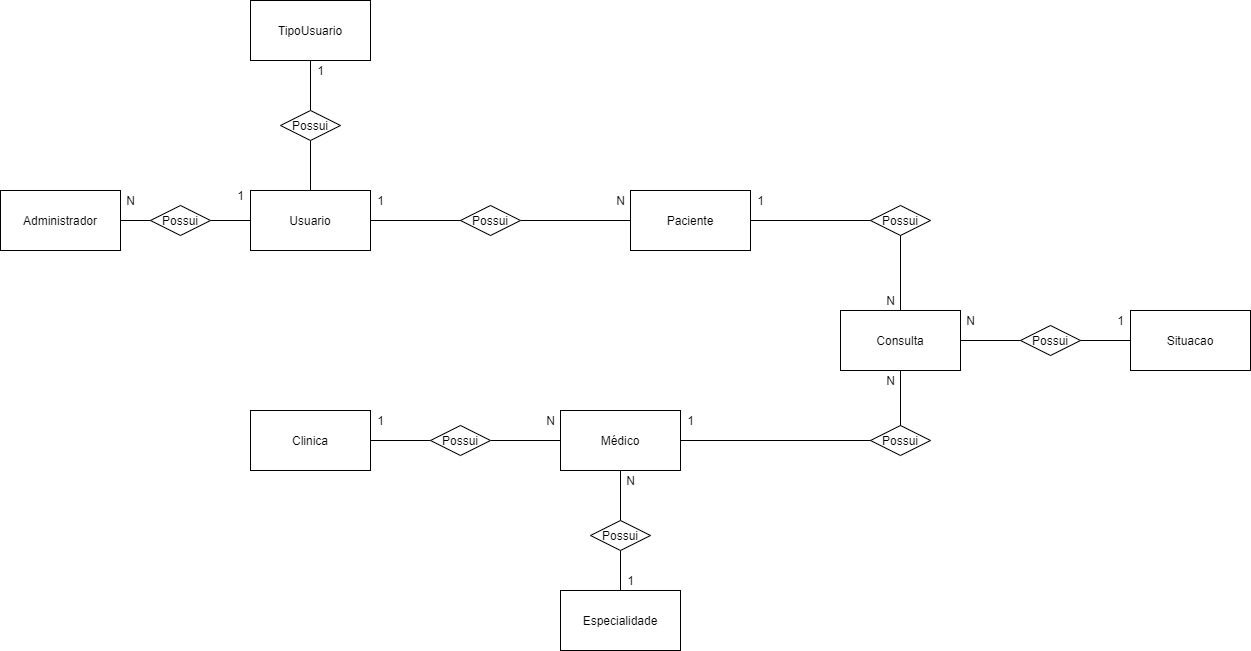 TipoUsuario
1
Possui
Administrador
N
Possui
1
Usuario
1
Possui
N
Paciente
1
Possui
N
Consulta
N
Possui
1
Situacao
N
Clinica
1
Possui
N
Médico
1
Possui
N
Possui
1
Especialidade